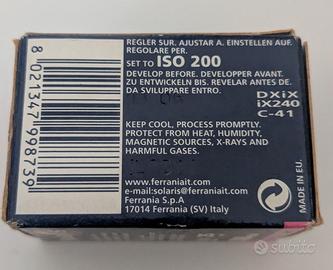 REGLER SUR. AJUSTAR A. EINSTELLEN AUF.
REGOLARE PER.
SET TO ISO 200
DEVELOP BEFORE. DEVELOPPER AVANT.
ZU ENTWICKELN BIS. REVELAR ANTES DE.
DA SVILUPPARE ENTRO.
DXiX
iX240
C-41
KEEP COOL, PROCESS PROMPTLY.
PROTECT FROM HEAT, HUMIDITY,
MAGNETIC SOURCES, X-RAYS AND
HARMFUL GASES.
www.ferraniait.com
e-mail:solaris@ferraniait.com
Ferrania S.p.A
17014 Ferrania (SV) Italy
MADE IN EU.
8 021347 998739
subito